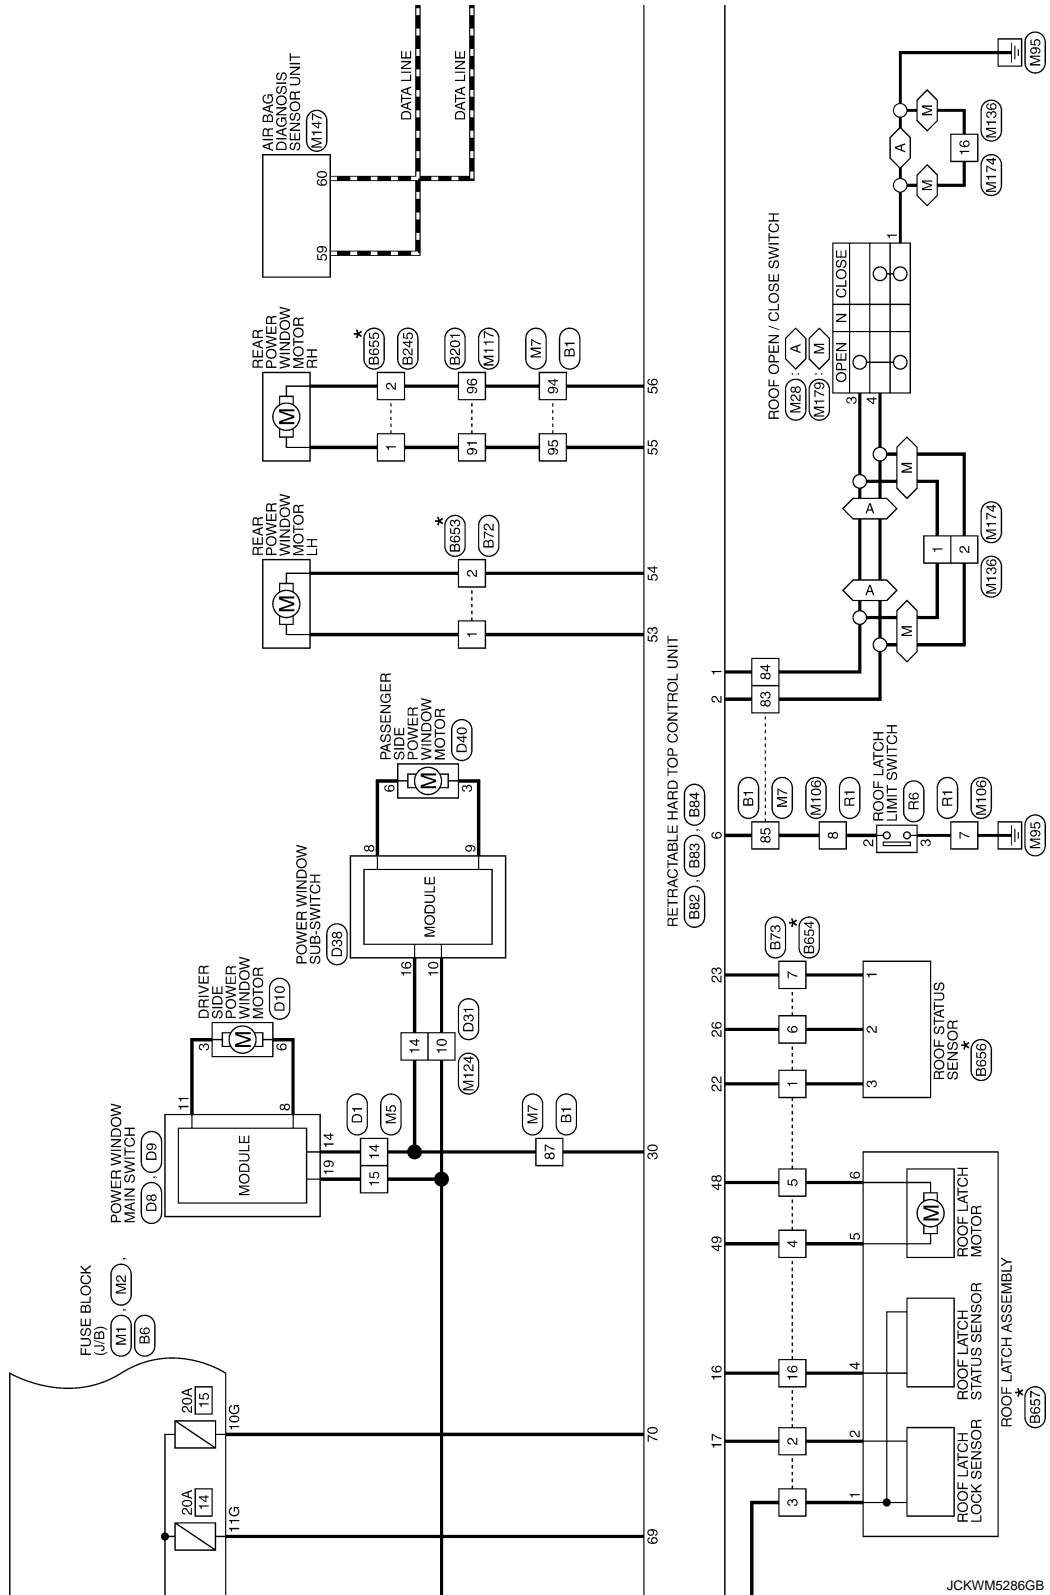 FUSE BLOCK
(J/B)
M1 , M2 ,
B6
20A
15
10G
20A
14
11G
POWER WINDOW
MAIN SWITCH
D8 , D9
MODULE
11
8
19
14
DRIVER
SIDE
POWER
WINDOW
MOTOR
D10
3
M
6
D1
M5
15
14
14
10
D31
M124
M7
B1
87
POWER WINDOW
SUB-SWITCH
D38
MODULE
8
9
16
10
PASSENGER
SIDE
POWER
WINDOW
MOTOR
D40
6
M
3
REAR
POWER
WINDOW
MOTOR
LH
M
*
B653
B72
1
2
REAR
POWER
WINDOW
MOTOR
RH
M
*
B655
B245
1
2
B201
M117
91
96
M7
B1
95
94
AIR BAG
DIAGNOSIS
SENSOR UNIT
M147
59
60
DATA LINE
DATA LINE
69
70
30
53
54
55
56
RETRACTABLE HARD TOP CONTROL UNIT
B82 , B83 , B84
17
16
49
48
22
26
23
6
2
1
3
2
16
4
5
1
6
7
B73
*
B654
1
2
4
5
6
ROOF LATCH
LOCK SENSOR
ROOF LATCH
STATUS SENSOR
ROOF LATCH
MOTOR
M
ROOF LATCH ASSEMBLY
*
B657
3
2
1
ROOF STATUS
SENSOR
*
B656
85
83
84
B1
M7
8
M106
R1
2
3
ROOF LATCH
LIMIT SWITCH
R6
7
R1
M106
M95
M
A
A
M
1
2
M136
M174
ROOF OPEN / CLOSE SWITCH
M28 : A
M179 : M
OPEN
N
CLOSE
3
4
1
M
A
M
16
M174
M136
M95
JCKWM5286GB